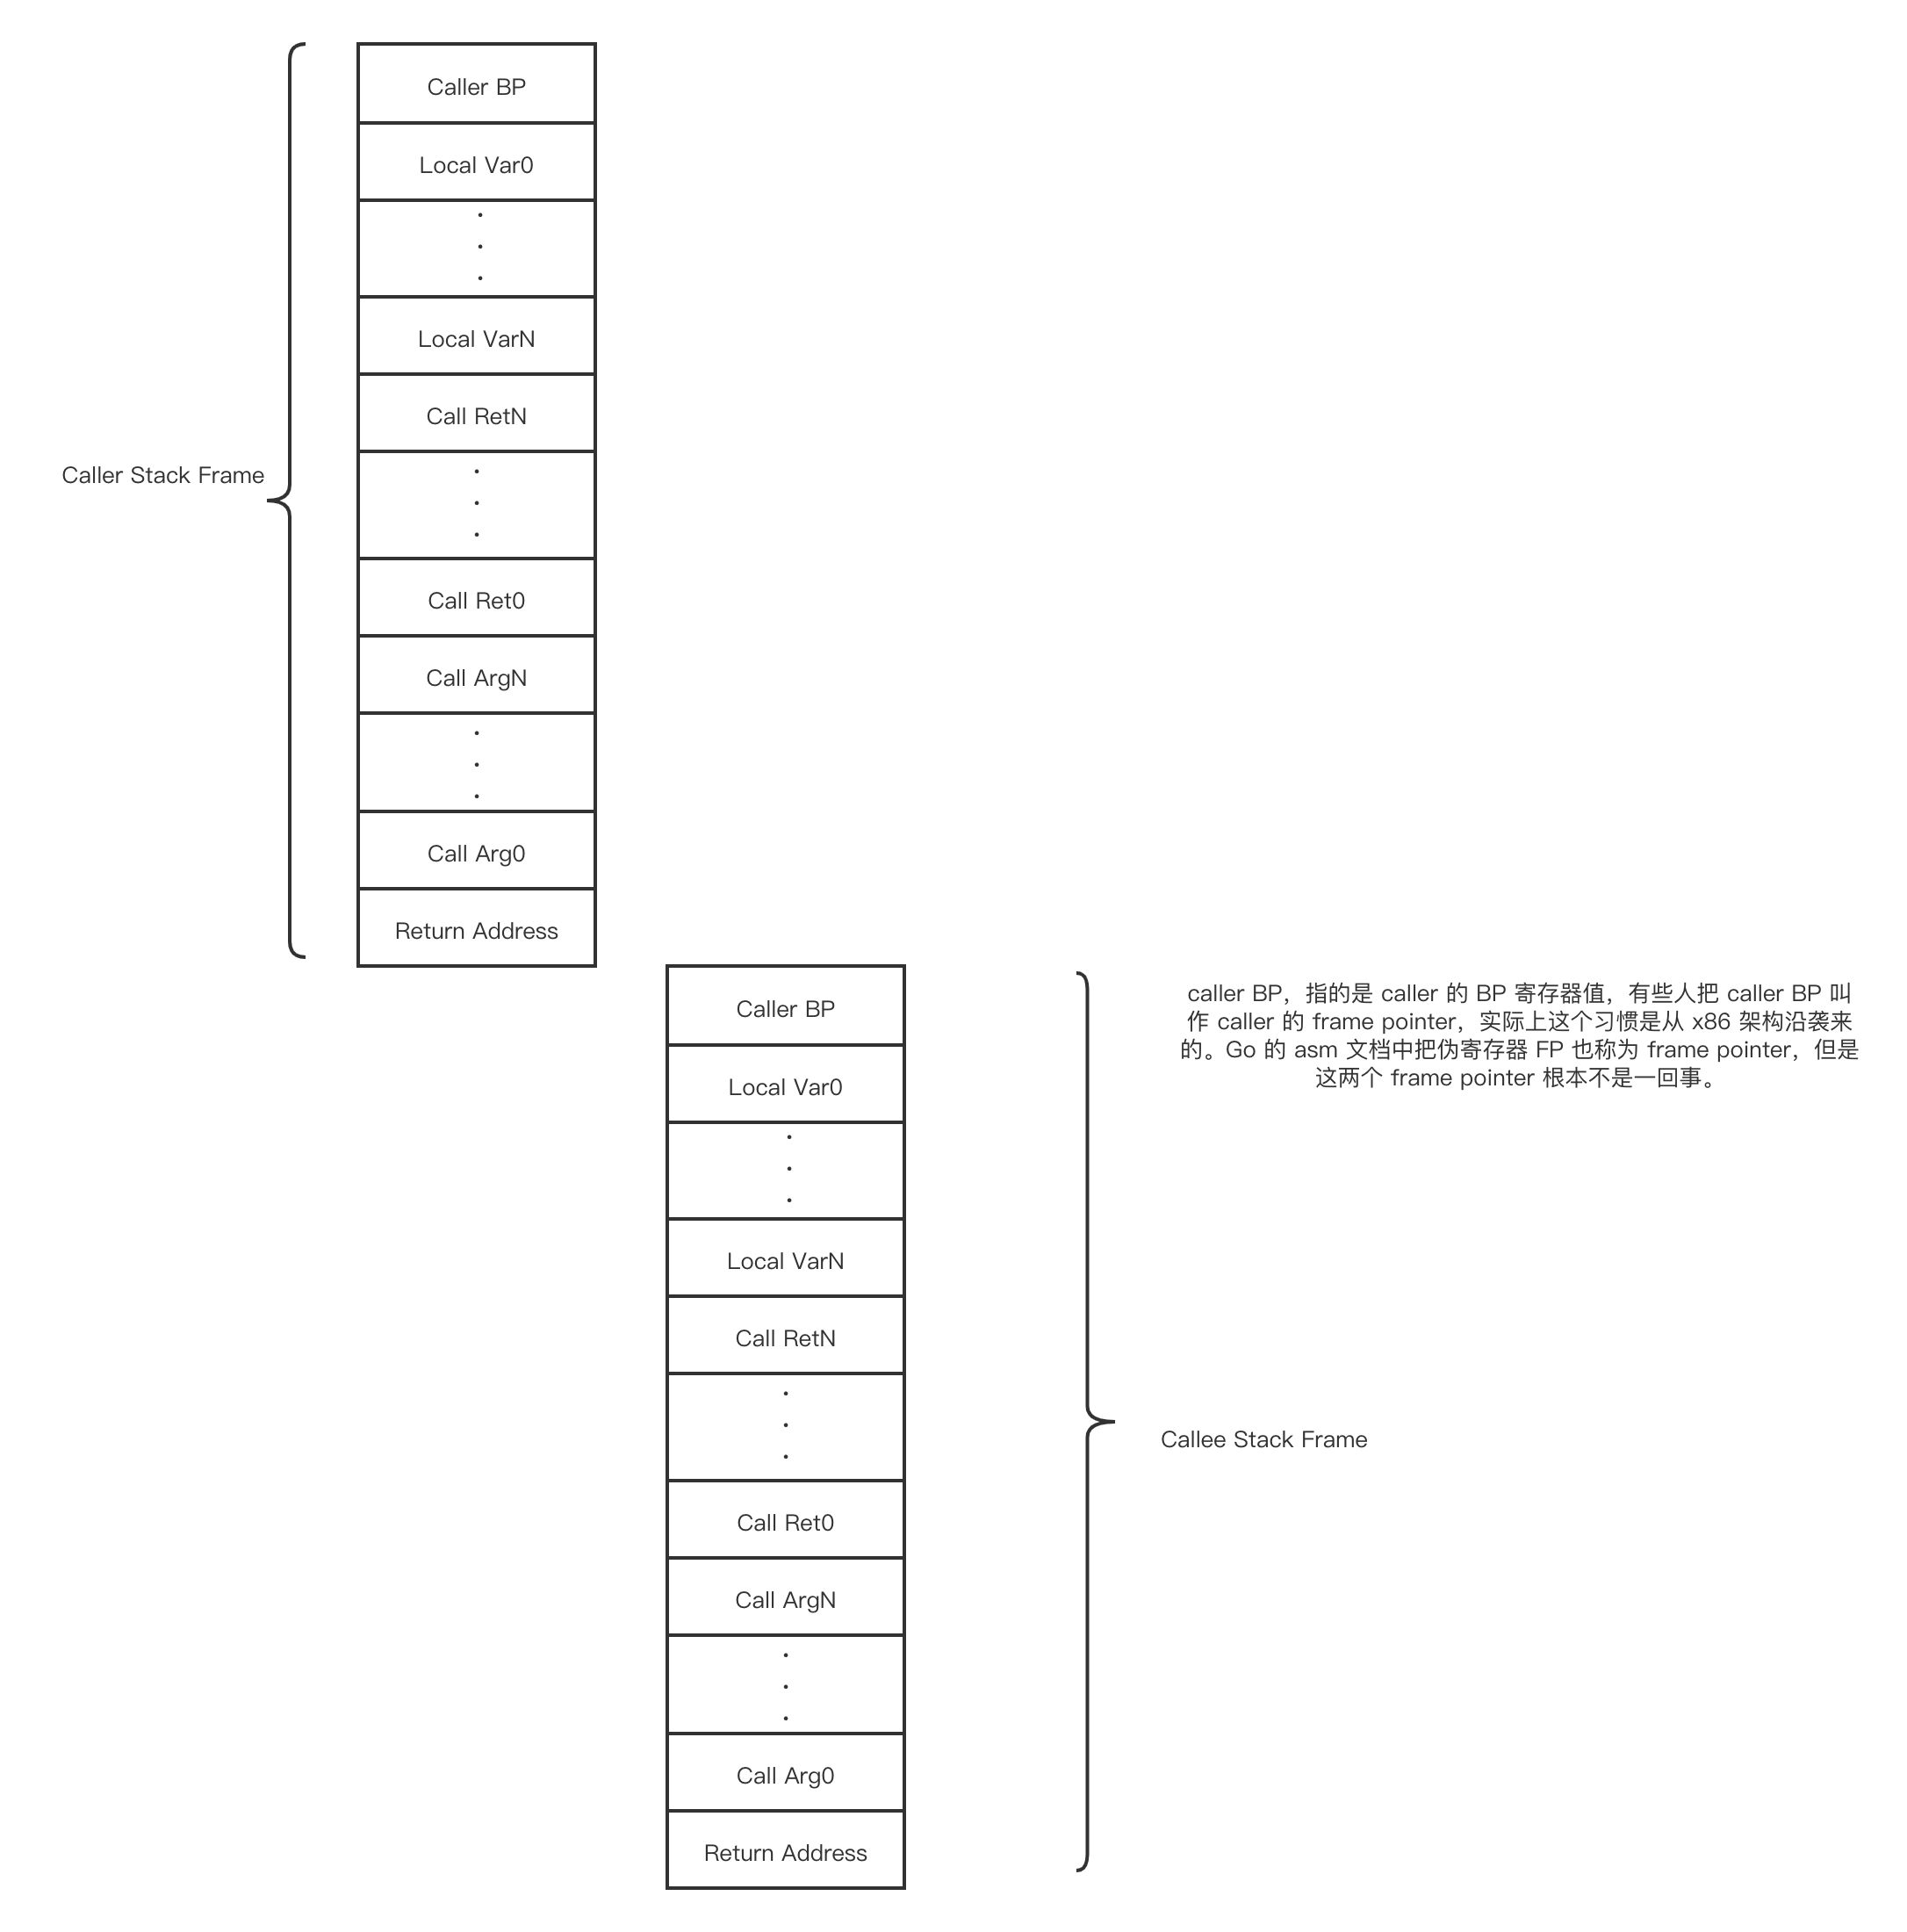 Caller BP
Local Var0
.
.
.
Local VarN
Call RetN
Caller Stack Frame
.
.
.
Call Ret0
Call ArgN
.
.
.
Call Arg0
Return Address
Caller BP
caller BP，指的是 caller 的 BP 寄存器值，有些人把 caller BP 叫
作 caller 的 frame pointer，实际上这个习惯是从 x86 架构沿袭来
的。Go 的 asm 文档中把伪寄存器 FP 也称为 frame pointer，但是
这两个 frame pointer 根本不是一回事。
Local Var0
.
.
.
Local VarN
Call RetN
.
.
.
Callee Stack Frame
Call Ret0
Call ArgN
.
.
.
Call Arg0
Return Address